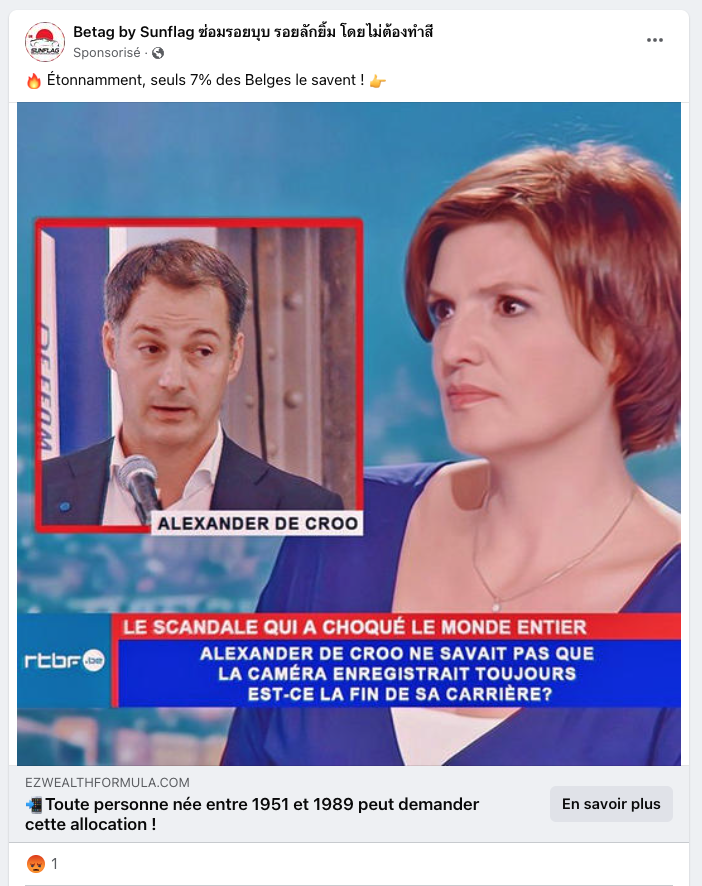 Betag by Sunflag ซ่อมรอยบุบ รอยลักยิ้ม โดยไม่ต้องทำสี
Sponsorisé ·
🔥 Étonnamment, seuls 7% des Belges le savent ! 👉
SUNFLAG
DEFEDM
ALEXANDER DE CROO
LE SCANDALE QUI A CHOQUÉ LE MONDE ENTIER
rtbf.be
ALEXANDER DE CROO NE SAVAIT PAS QUE
LA CAMÉRA ENREGISTRAIT TOUJOURS
EST-CE LA FIN DE SA CARRIÈRE?
EZWEALTHFORMULA.COM
📲Toute personne née entre 1951 et 1989 peut demander
cette allocation !
En savoir plus
😡 1